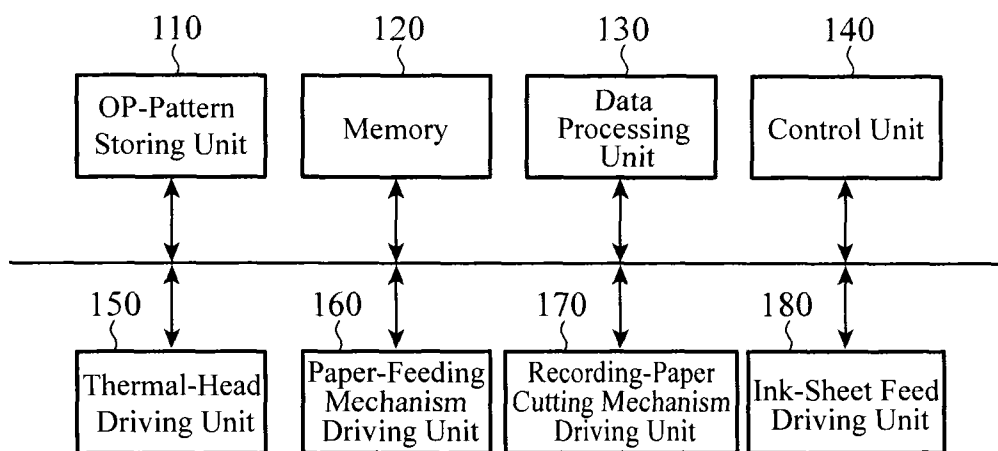 110
120
130
140
OP-Pattern
Storing Unit
Memory
Data
Processing
Unit
Control Unit
150
160
170
180
Thermal-Head
Driving Unit
Paper-Feeding
Mechanism
Driving Unit
Recording-Paper
Cutting Mechanism
Driving Unit
Ink-Sheet Feed
Driving Unit